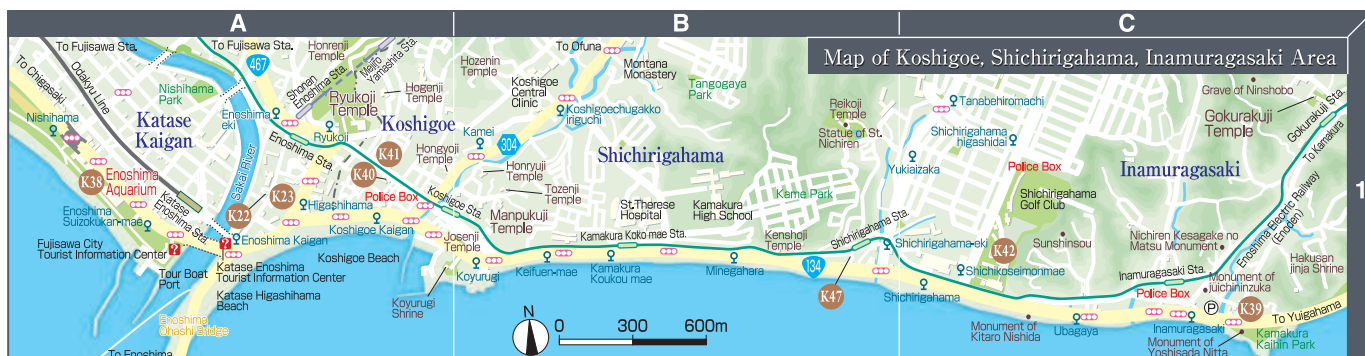 A
B
C
1
Map of Koshigoe, Shichirigahama, Inamuragasaki Area
To Fujisawa Sta.
To Chigasaki
Odakyu Line
Nishihama
Nishihama
Park
Katase
Kaigan
K38
Enoshima
Aquarium
Enoshima
Suizokukan-mae
Katase
Enoshima Sta.
Fujisawa City
Tourist Information Center
?
Tour Boat
Port
Enoshima
Ohashi Bridge
To Enoshima
To Fujisawa Sta.
467
Enoshima
eki
Sakai River
K22
K23
?
Enoshima Kaigan
Katase Enoshima
Tourist Information Center
Katase Higashihama
Beach
Honrenji
Temple
Shonan
Enoshima Sta.
Mejiro
Yamashita Sta.
Ryukoji
Temple
Hogenji
Temple
Ryukoji
Enoshima Sta.
Koshigoe
K41
K40
Hongyoji
Temple
Police Box
Higashihama
Koshigoe Kaigan
Koshigoe Beach
Koshigoe Sta.
Josenji
Temple
Koyurugi
Shrine
Koyurugi
Hozenin
Temple
To Ofuna
Koshigoe
Central
Clinic
Montana
Monastery
Koshigoechugakko
iriguchi
Kamei
304
Honryuji
Temple
Tozenji
Temple
Manpukuji
Temple
Shichirigahama
Tangogaya
Park
St.Therese
Hospital
Kamakura
High School
Kame Park
Kenshoji
Temple
Kamakura Koko mae Sta.
Keifuen-mae
Kamakura
Koukou mae
Minegahara
134
K47
N
0
300
600m
Reikoji
Temple
Statue of St.
Nichiren
Shichirigahama Sta.
Yukiaizaka
Tanabehiromachi
Shichirigahama
higashidai
Police Box
Shichirigahama
Golf Club
K42
Shichirigahama-eki
Shichikoseimonmae
Shichirigahama
Sunshinsou
Monument of
Kitaro Nishida
Ubagaya
Inamuragasaki
Nichiren Kesagake no
Matsu Monument
Inamuragasaki Sta.
Police Box
Monument of
juichininzuka
P
K39
Inamuragasaki
Monument of
Yoshisada Nitta
Kamakura
Kaihin Park
To Yuigahama
Grave of Ninshobo
Gokurakuji
Temple
Gokurakuji Sta.
To Kamakura
Enoshima Electric Railway
(Enoden)
Hakusan
jinja Shrine